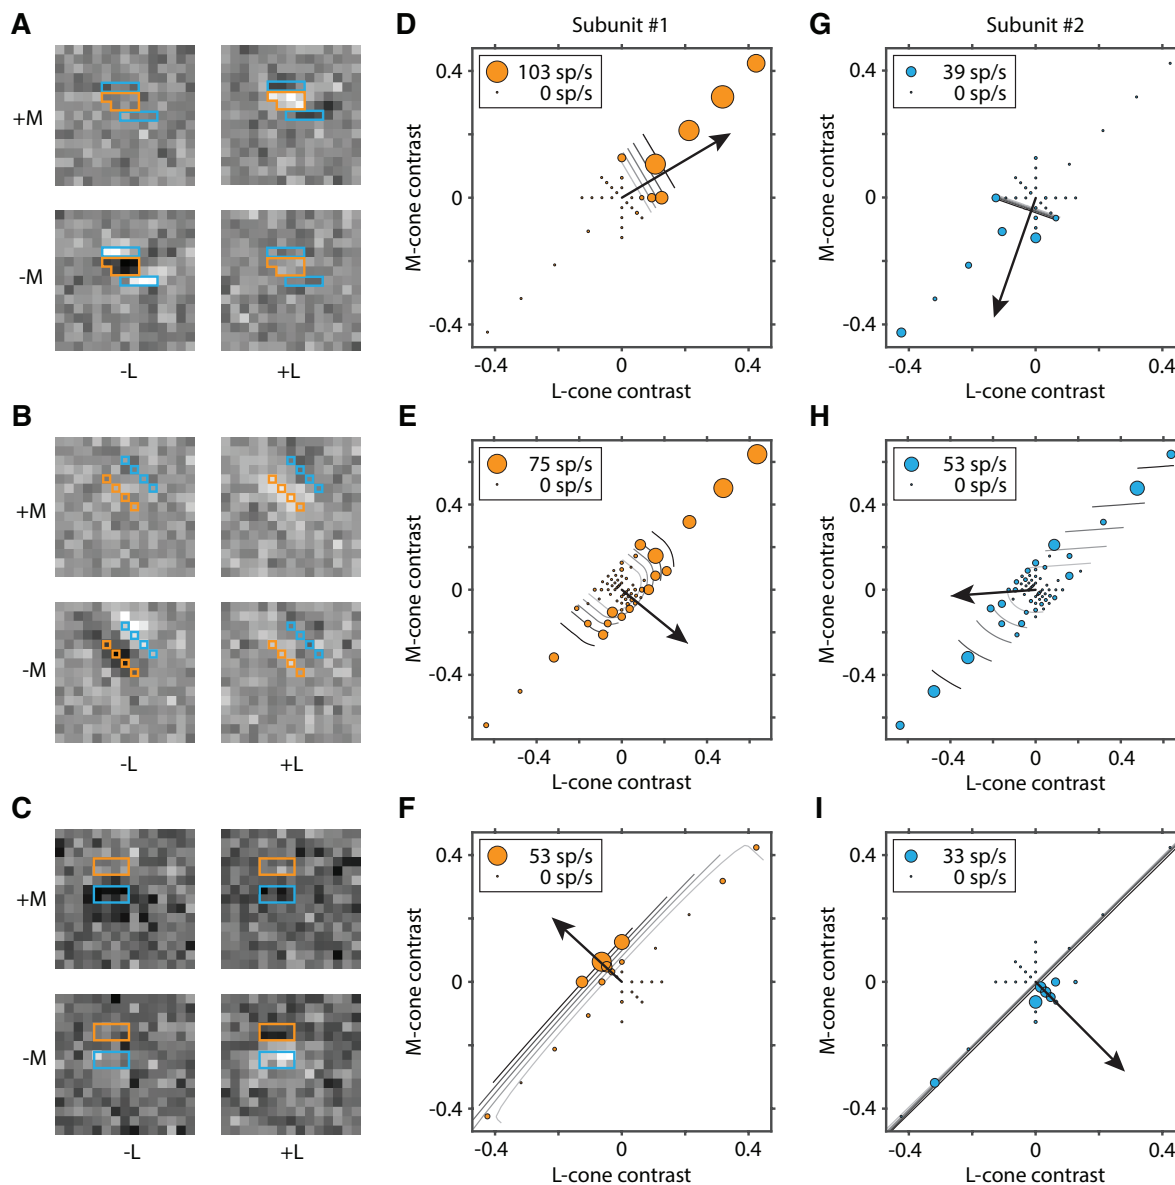 A
+M
-M
-L
+L
D
Subunit #1
103 sp/s
0 sp/s
0.4
0
-0.4
M-cone contrast
-0.4
0
0.4
L-cone contrast
G
Subunit #2
39 sp/s
0 sp/s
0.4
0
-0.4
M-cone contrast
-0.4
0
0.4
L-cone contrast
B
+M
-M
-L
+L
E
75 sp/s
0 sp/s
0.4
0
-0.4
M-cone contrast
-0.4
0
0.4
L-cone contrast
H
53 sp/s
0 sp/s
0.4
0
-0.4
M-cone contrast
-0.4
0
0.4
L-cone contrast
C
+M
-M
-L
+L
F
53 sp/s
0 sp/s
0.4
0
-0.4
M-cone contrast
-0.4
0
0.4
L-cone contrast
I
33 sp/s
0 sp/s
0.4
0
-0.4
M-cone contrast
-0.4
0
0.4
L-cone contrast